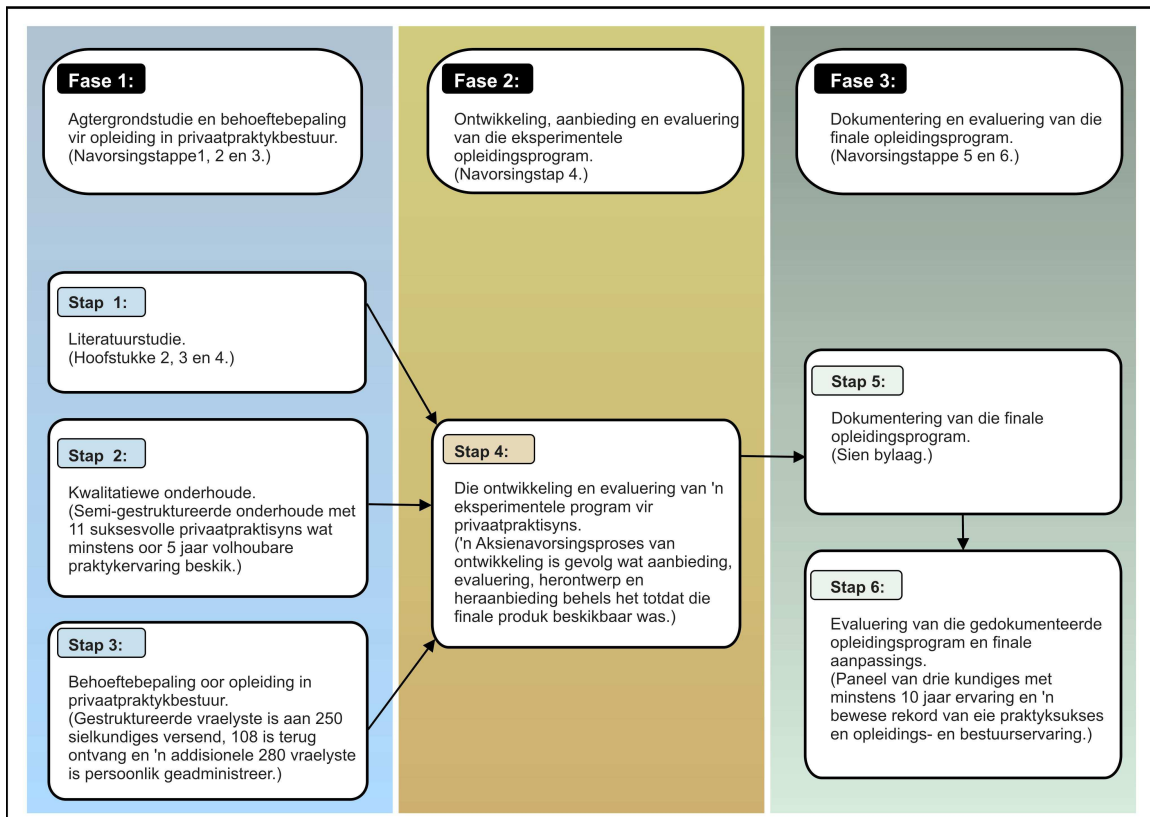 Fase 1:
Agtergrondstudie en behoeftebepaling
vir opleiding in privaatpraktykbestuur.
(Navorsingstappe1, 2 en 3.)
Stap 1:
Literatuurstudie.
(Hoofstukke 2, 3 en 4.)
Stap 2:
Kwalitatiewe onderhoude.
(Semi-gestruktureerde onderhoude met
11 suksesvolle privaatpraktisyns wat
minstens oor 5 jaar volhoubare
praktykervaring beskik.)
Stap 3:
Behoeftebepaling oor opleiding in
privaatpraktykbestuur.
(Gestruktureerde vraelyste is aan 250
sielkundiges versend, 108 is terug
ontvang en 'n addisionele 280 vraelyste
is persoonlik geadministreer.)
Fase 2:
Ontwikkeling, aanbieding en evaluering
van die eksperimentele
opleidingsprogram.
(Navorsingstap 4.)
Stap 4:
Die ontwikkeling en evaluering van 'n
eksperimentele program vir
privaatpraktisyns.
('n Aksienavorsingsproses van
ontwikkeling is gevolg wat aanbieding,
evaluering, herontwerp en
heraanbieding behels het totdat die
finale produk beskikbaar was.)
Fase 3:
Dokumentering en evaluering van die
finale opleidingsprogram.
(Navorsingstappe 5 en 6.)
Stap 5:
Dokumentering van die finale
opleidingsprogram.
(Sien bylaag.)
Stap 6:
Evaluering van die gedokumenteerde
opleidingsprogram en finale
aanpassings.
(Paneel van drie kundiges met
minstens 10 jaar ervaring en 'n
bewese rekord van eie praktyksukses
en opleidings- en bestuurservaring.)